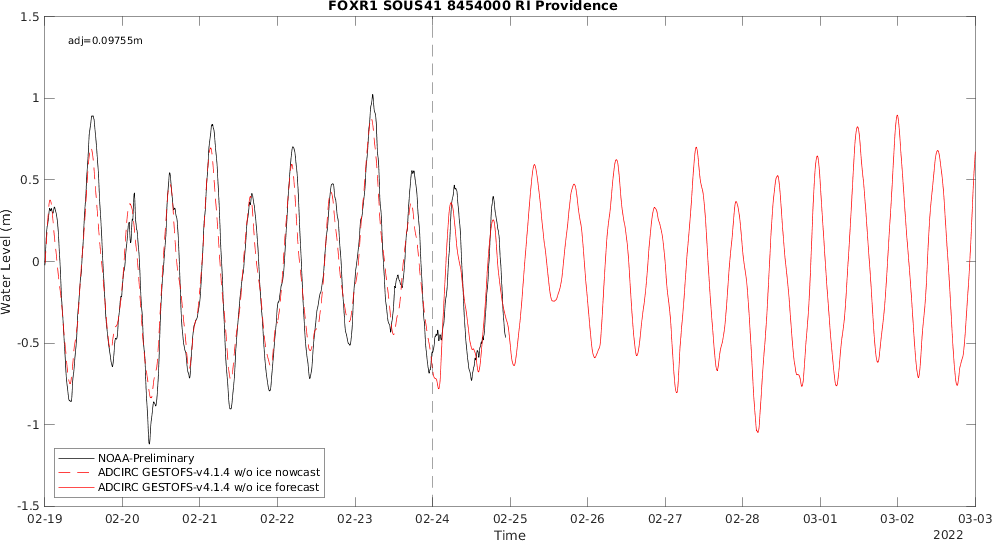 FOXR1 SOUS41 8454000 RI Providence
1.5
adj=0.09755m
1
0.5
0
-0.5
-1
-1.5
Water Level (m)
NOAA-Preliminary
ADCIRC GESTOFS-v4.1.4 w/o ice nowcast
ADCIRC GESTOFS-v4.1.4 w/o ice forecast
02-19 02-20 02-21 02-22 02-23 02-24 02-25 02-26 02-27 02-28 03-01 03-02 03-03
Time
2022